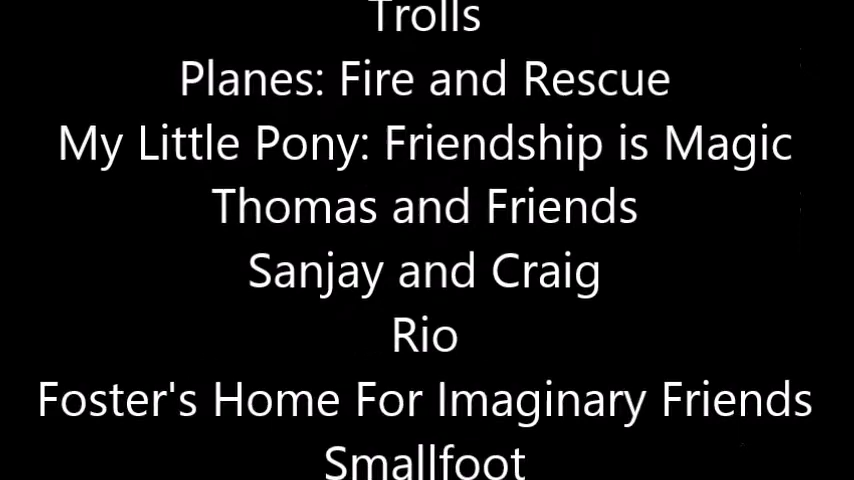 Trolls
Planes: Fire and Rescue
My Little Pony: Friendship is Magic
Thomas and Friends
Sanjay and Craig
Rio
Foster's Home For Imaginary Friends
Smallfoot